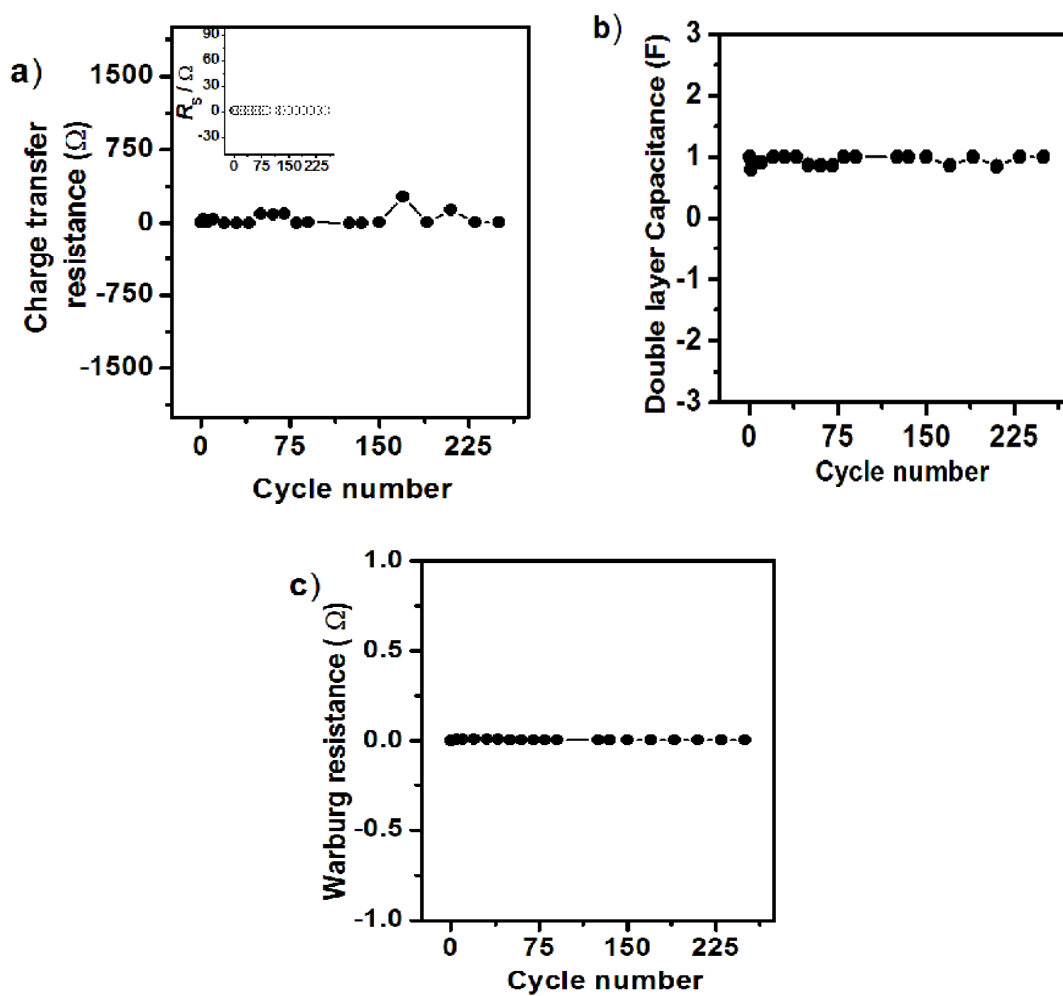 a)
90
60
30
0
-30
Rs / Ω
0 75 150 225
1500
750
0
-750
-1500
Charge transfer
resistance (Ω)
0 75 150 225
Cycle number
b)
3
2
1
0
-1
-2
-3
Double layer Capacitance (F)
0 75 150 225
Cycle number
c)
1.0
0.5
0.0
-0.5
-1.0
Warburg resistance ( Ω)
0 75 150 225
Cycle number